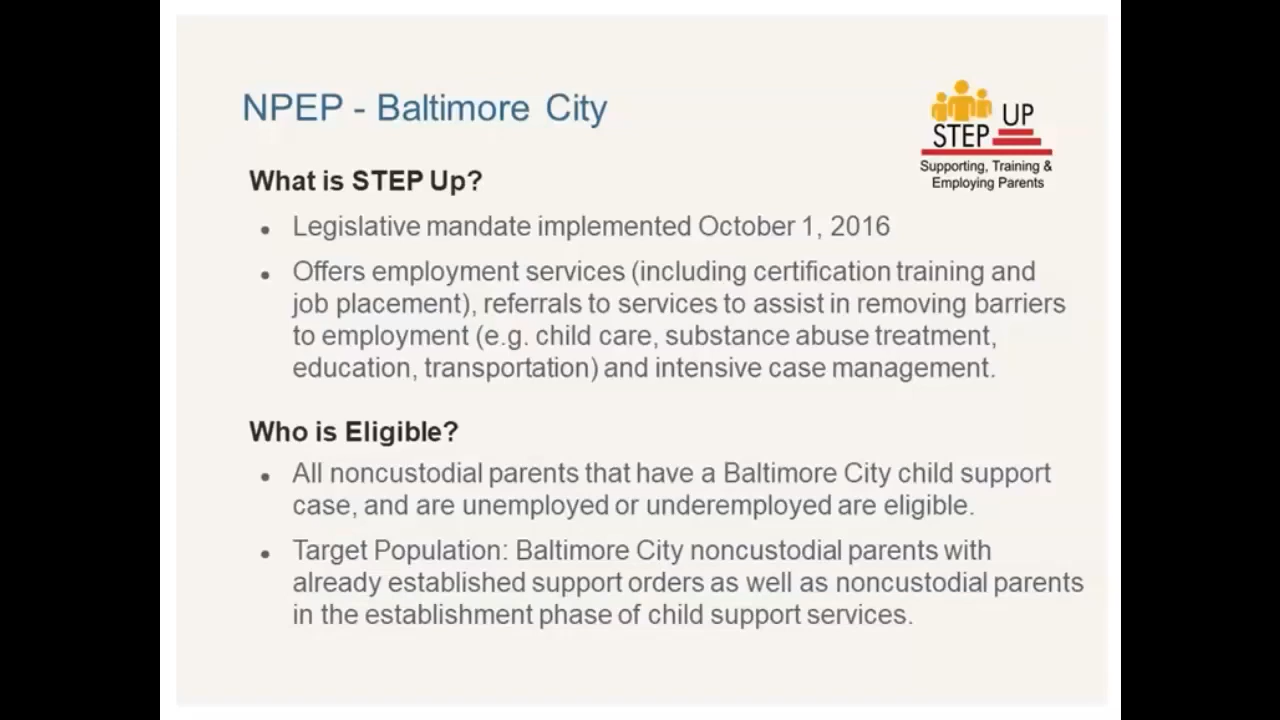 NPEP - Baltimore City
STEP UP
Supporting, Training &
Employing Parents
What is STEP Up?
• Legislative mandate implemented October 1, 2016
• Offers employment services (including certification training and
job placement), referrals to services to assist in removing barriers
to employment (e.g. child care, substance abuse treatment,
education, transportation) and intensive case management.
Who is Eligible?
• All noncustodial parents that have a Baltimore City child support
case, and are unemployed or underemployed are eligible.
• Target Population: Baltimore City noncustodial parents with
already established support orders as well as noncustodial parents
in the establishment phase of child support services.